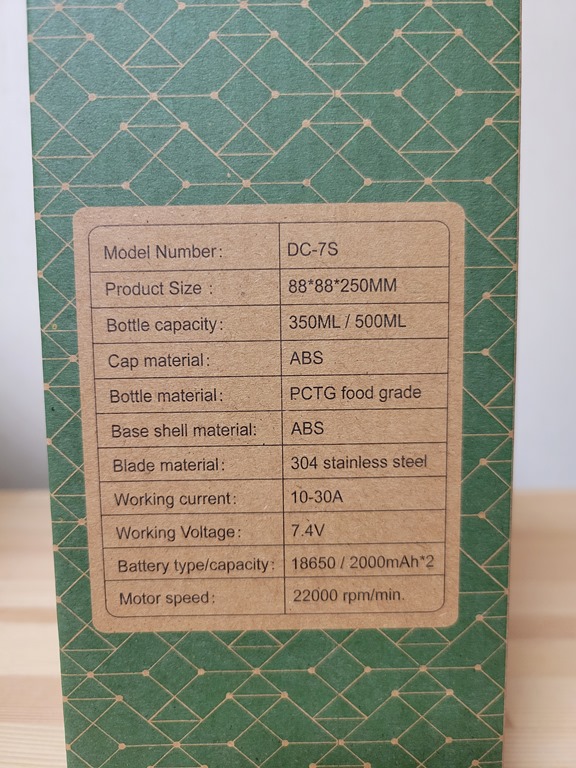 Model Number: DC-7S
Product Size : 88*88*250MM
Bottle capacity: 350ML / 500ML
Cap material: ABS
Bottle material: PCTG food grade
Base shell material: ABS
Blade material: 304 stainless steel
Working current: 10-30A
Working Voltage: 7.4V
Battery type/capacity: 18650 / 2000mAh*2
Motor speed: 22000 rpm/min.